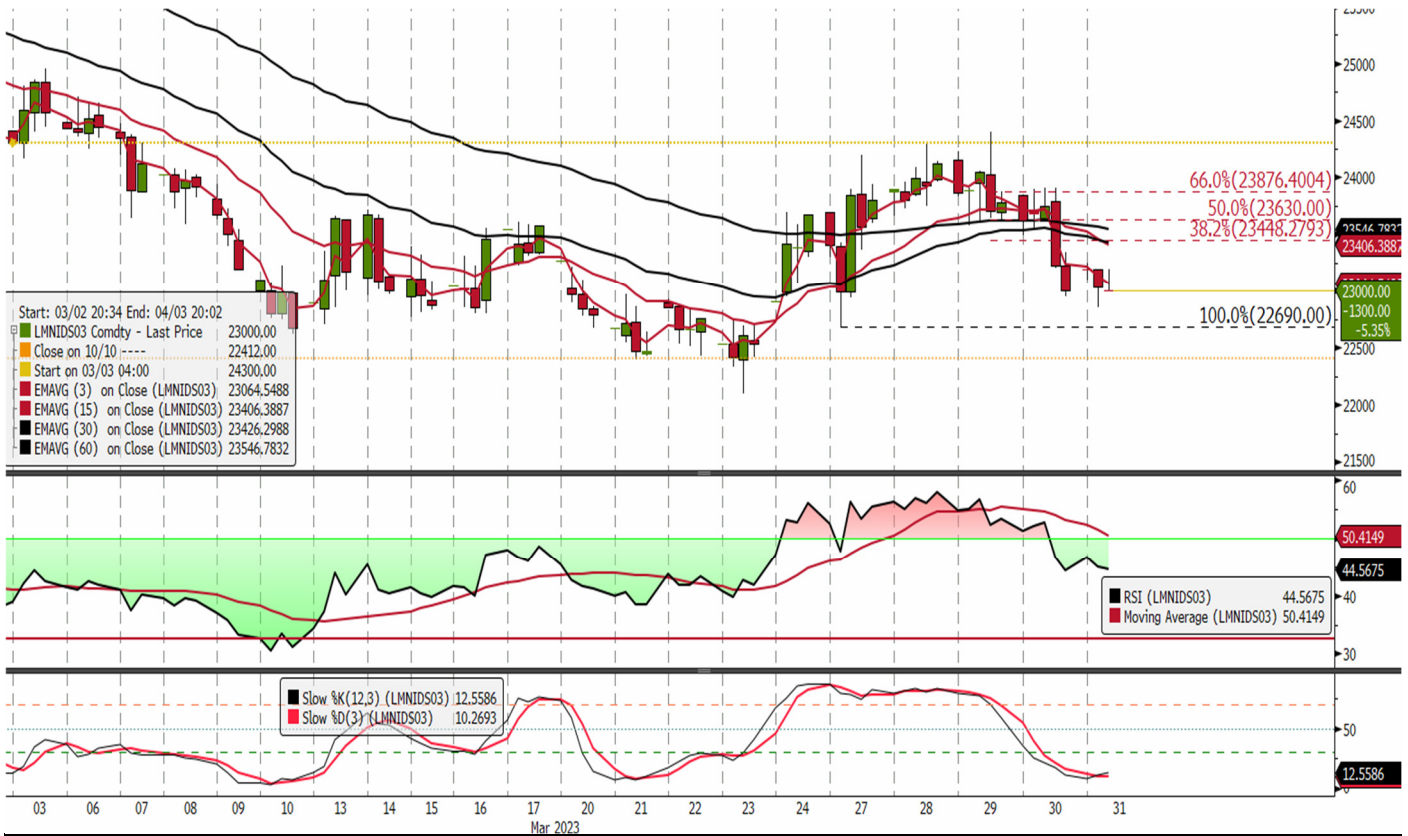 25000
24500
24000
66.0%(23876.4004)
50.0%(23630.00)
38.2%(23448.2793)
23546.7832
23406.3887
Start: 03/02 20:34 End: 04/03 20:02
LMNIDS03 Comdty - Last Price 23000.00
Close on 10/10 ---- 22412.00
Start on 03/03 04:00 24300.00
EMAVG (3) on Close (LMNIDS03) 23064.5488
EMAVG (15) on Close (LMNIDS03) 23406.3887
EMAVG (30) on Close (LMNIDS03) 23426.2988
EMAVG (60) on Close (LMNIDS03) 23546.7832
23000.00
-1300.00
-5.35%
100.0%(22690.00)
22500
22000
21500
60
50.4149
44.5675
40
RSI (LMNIDS03) 44.5675
Moving Average (LMNIDS03) 50.4149
30
Slow %K(12,3) (LMNIDS03) 12.5586
Slow %D(3) (LMNIDS03) 10.2693
50
12.5586
0
03 06 07 08 09 10 13 14 15 16 17 20 21 22 23 24 27 28 29 30 31
Mar 2023